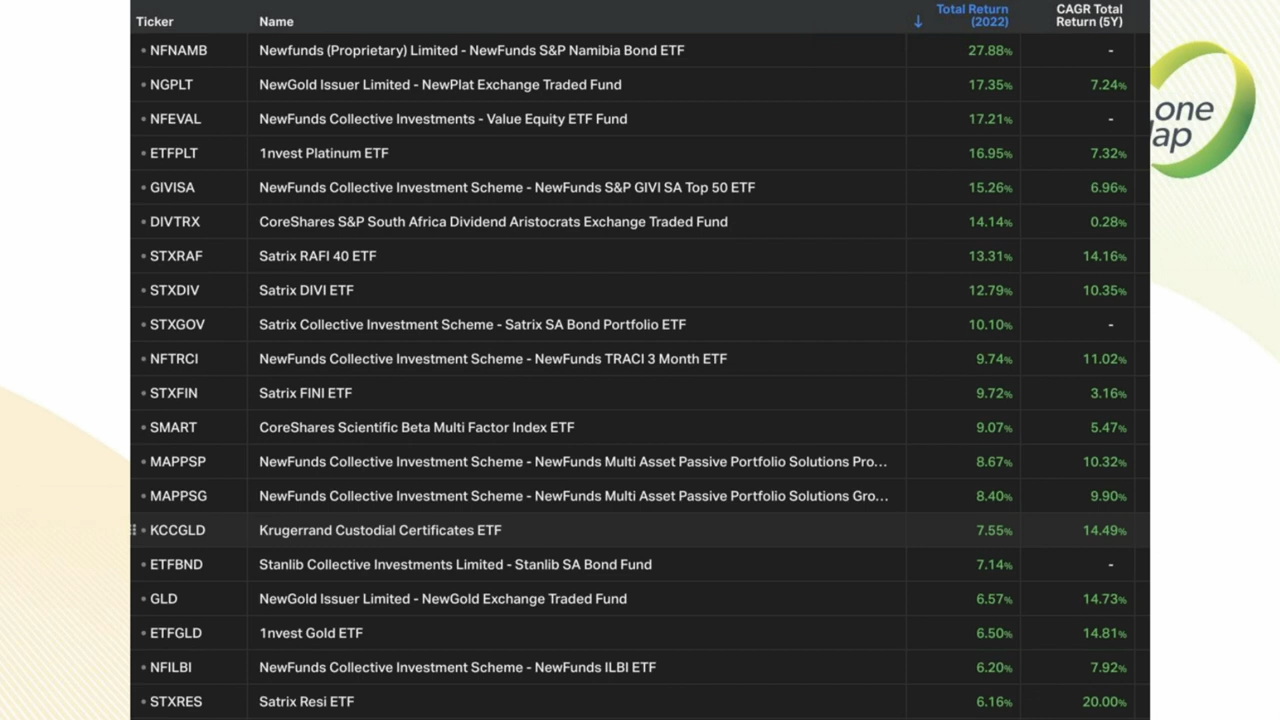 Ticker Name Total Return (2022) CAGR Total Return (5Y)
NFNAMB Newfunds (Proprietary) Limited - NewFunds S&P Namibia Bond ETF 27.88% -
NGPLT NewGold Issuer Limited - NewPlat Exchange Traded Fund 17.35% 7.24%
NFEVAL NewFunds Collective Investments - Value Equity ETF Fund 17.21% -
ETFPLT 1nvest Platinum ETF 16.95% 7.32%
GIVISA NewFunds Collective Investment Scheme - NewFunds S&P GIVI SA Top 50 ETF 15.26% 6.96%
DIVTRX CoreShares S&P South Africa Dividend Aristocrats Exchange Traded Fund 14.14% 0.28%
STXRAF Satrix RAFI 40 ETF 13.31% 14.16%
STXDIV Satrix DIVI ETF 12.79% 10.35%
STXGOV Satrix Collective Investment Scheme - Satrix SA Bond Portfolio ETF 10.10% -
NFTRCI NewFunds Collective Investment Scheme - NewFunds TRACI 3 Month ETF 9.74% 11.02%
STXFIN Satrix FINI ETF 9.72% 3.16%
SMART CoreShares Scientific Beta Multi Factor Index ETF 9.07% 5.47%
MAPPSP NewFunds Collective Investment Scheme - NewFunds Multi Asset Passive Portfolio Solutions Pro... 8.67% 10.32%
MAPPSG NewFunds Collective Investment Scheme - NewFunds Multi Asset Passive Portfolio Solutions Gro... 8.40% 9.90%
KCCGLD Krugerrand Custodial Certificates ETF 7.55% 14.49%
ETFBND Stanlib Collective Investments Limited - Stanlib SA Bond Fund 7.14% -
GLD NewGold Issuer Limited - NewGold Exchange Traded Fund 6.57% 14.73%
ETFGLD 1nvest Gold ETF 6.50% 14.81%
NFILBI NewFunds Collective Investment Scheme - NewFunds ILBI ETF 6.20% 7.92%
STXRES Satrix Resi ETF 6.16% 20.00%
one
ap